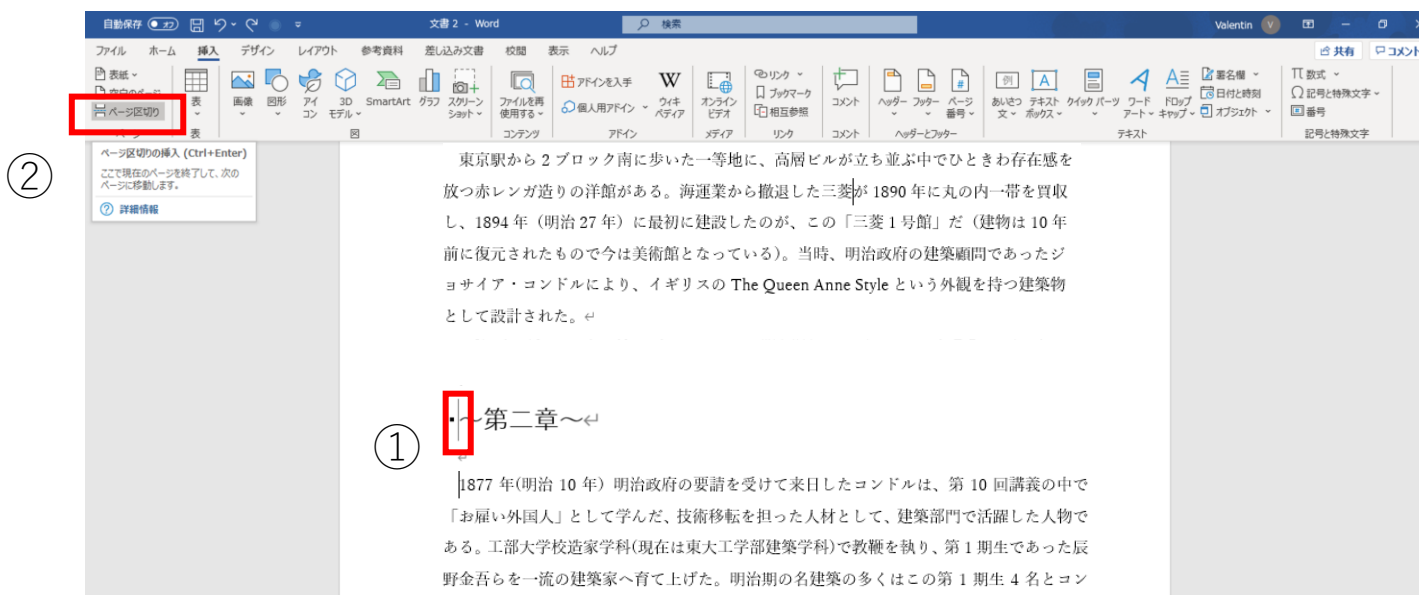 自動保存 オフ
文書 2 - Word
検索
Valentin V
ファイル ホーム 挿入 デザイン レイアウト 参考資料 差し込み文書 校閲 表示 ヘルプ
共有 コメント
表紙
空白のページ
ページ区切り
表
画像
図形
アイコン
3D モデル
SmartArt
グラフ
スクリーンショット
ファイルを再使用する
アドインを入手
個人用アドイン
ウィキペディア
オンラインビデオ
リンク
ブックマーク
相互参照
コメント
ヘッダー
フッター
ページ番号
あいさつ文
テキストボックス
クイック パーツ
ワードアート
ドロップキャップ
署名欄
日付と時刻
オブジェクト
数式
記号と特殊文字
番号
表 図 コンテンツ アドイン メディア リンク コメント ヘッダーとフッター テキスト 記号と特殊文字
②
ページ区切りの挿入 (Ctrl+Enter)
ここで現在のページを終了して、次の
ページに移動します。
詳細情報
東京駅から 2 ブロック南に歩いた一等地に、高層ビルが立ち並ぶ中でひときわ存在感を
放つ赤レンガ造りの洋館がある。海運業から撤退した三菱が 1890 年に丸の内一帯を買収
し、1894 年（明治 27 年）に最初に建設したのが、この「三菱 1 号館」だ（建物は 10 年
前に復元されたもので今は美術館となっている)。当時、明治政府の建築顧問であったジ
ョサイア・コンドルにより、イギリスの The Queen Anne Style という外観を持つ建築物
として設計された。
①
～第二章～
1877 年(明治 10 年）明治政府の要請を受けて来日したコンドルは、第 10 回講義の中で
「お雇い外国人」として学んだ、技術移転を担った人材として、建築部門で活躍した人物で
ある。工部大学校造家学科(現在は東大工学部建築学科)で教鞭を執り、第 1 期生であった辰
野金吾らを一流の建築家へ育て上げた。明治期の名建築の多くはこの第 1 期生 4 名とコン